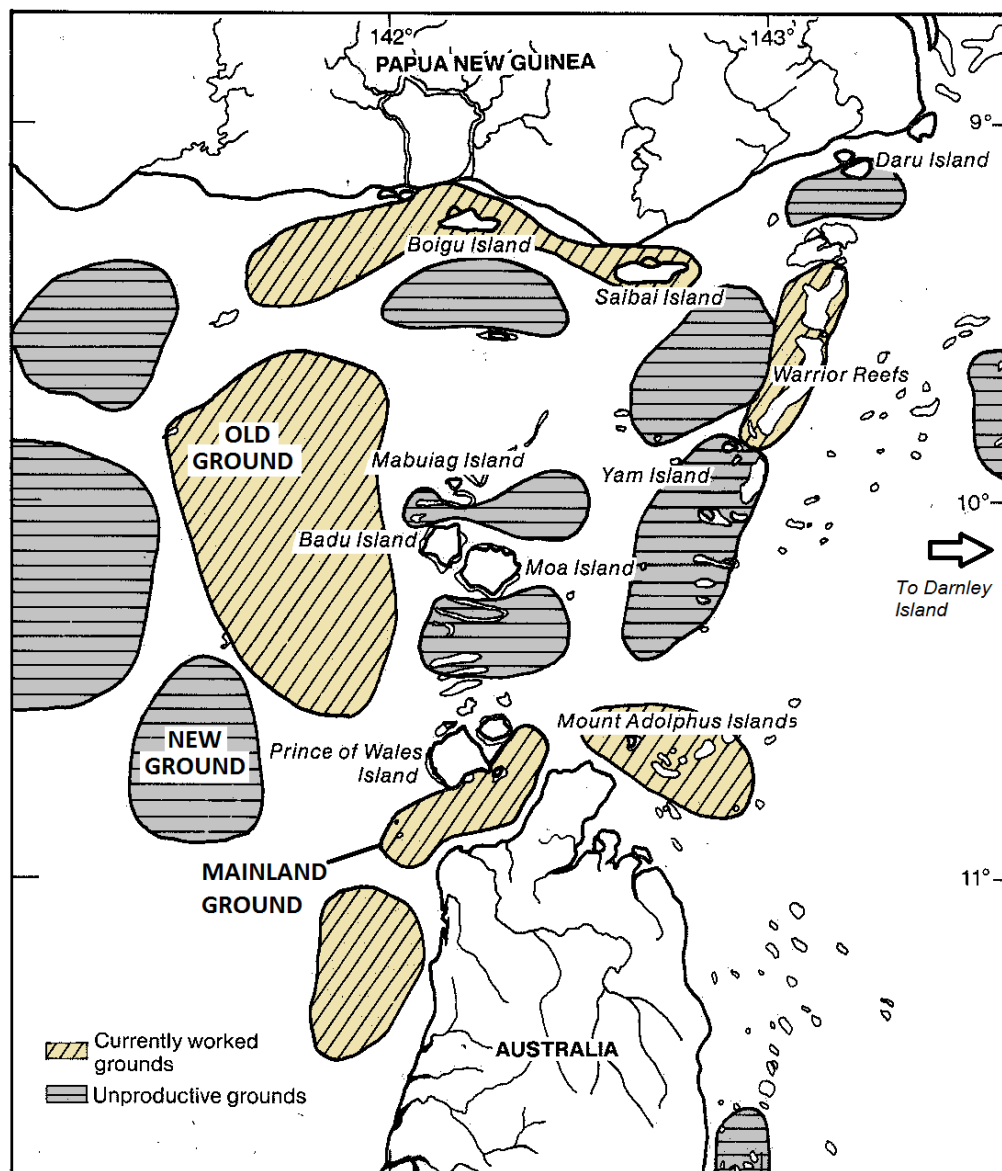 142°
143°
PAPUA NEW GUINEA
9°
Daru Island
Boigu Island
Saibai Island
Warrior Reefs
OLD
GROUND
Mabuiag Island
Yam Island
10°
Badu Island
Moa Island
To Darnley
Island
Mount Adolphus Islands
NEW
GROUND
Prince of Wales
Island
MAINLAND
GROUND
11°
Currently worked
grounds
AUSTRALIA
Unproductive grounds